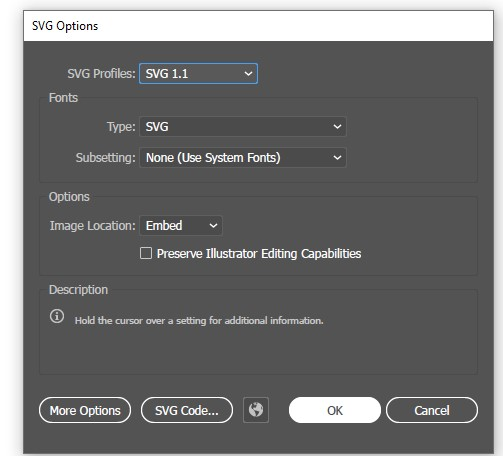 SVG Options
SVG Profiles: SVG 1.1
Fonts
Type: SVG
Subsetting: None (Use System Fonts)
Options
Image Location: Embed
Preserve Illustrator Editing Capabilities
Description
Hold the cursor over a setting for additional information.
More Options SVG Code... OK Cancel